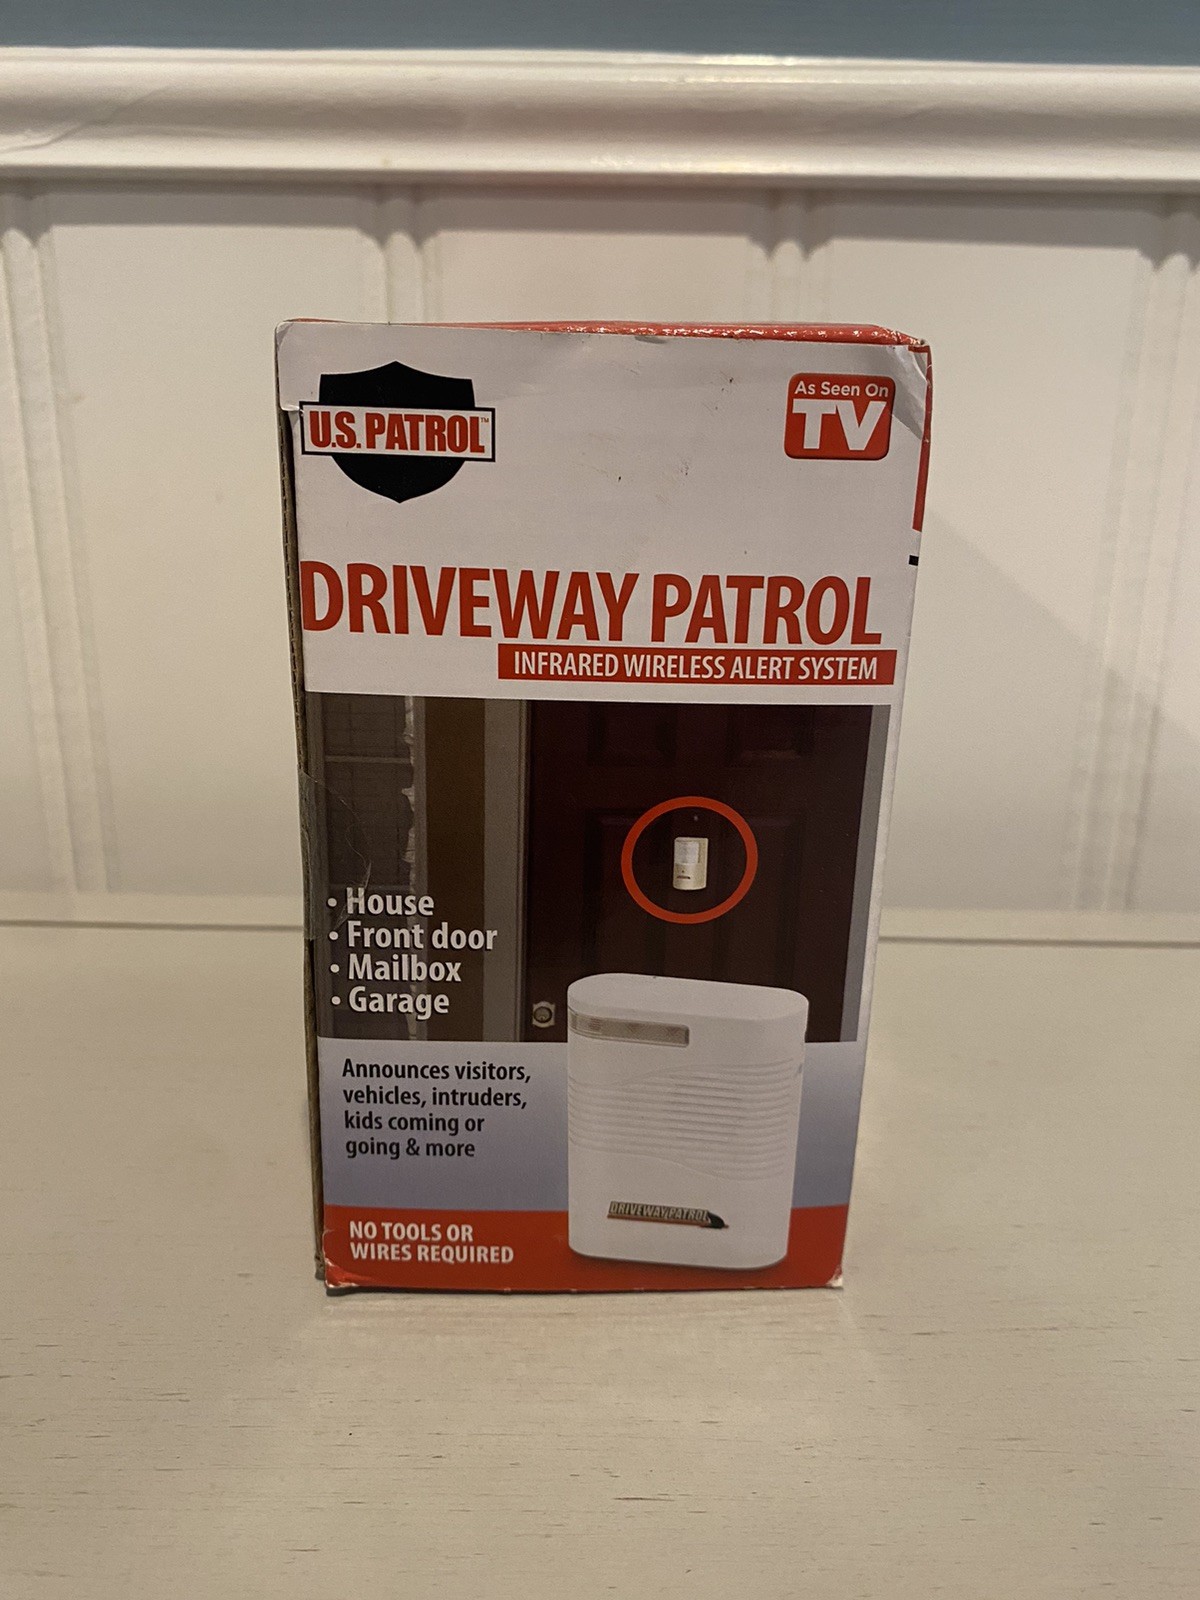 U.S. PATROL™
As Seen On
TV
DRIVEWAY PATROL
INFRARED WIRELESS ALERT SYSTEM
• House
• Front door
• Mailbox
• Garage
Announces visitors,
vehicles, intruders,
kids coming or
going & more
DRIVEWAY PATROL
NO TOOLS OR
WIRES REQUIRED